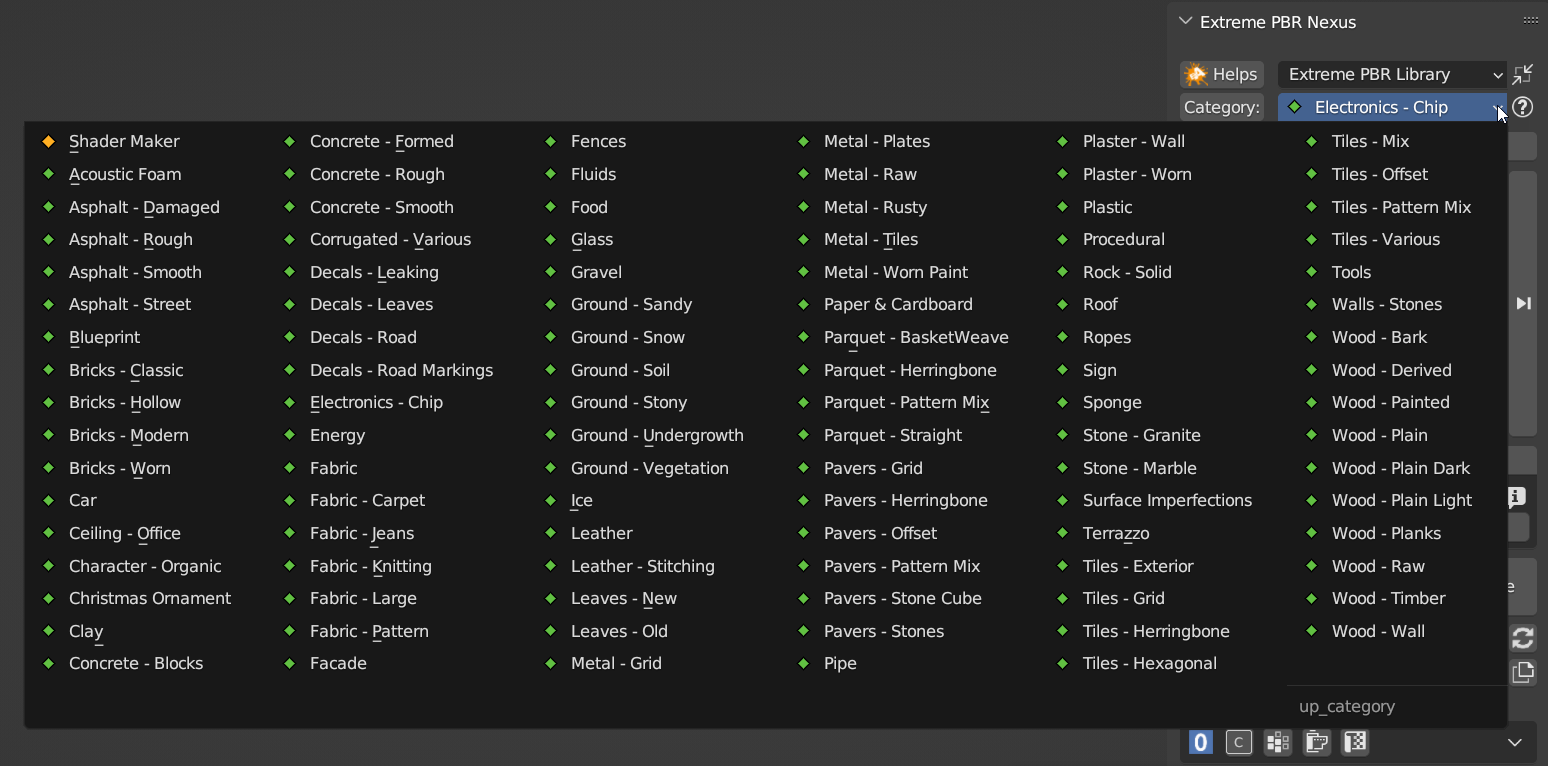 Extreme PBR Nexus
Helps
Extreme PBR Library
Category:
Electronics - Chip
Shader Maker
Acoustic Foam
Asphalt - Damaged
Asphalt - Rough
Asphalt - Smooth
Asphalt - Street
Blueprint
Bricks - Classic
Bricks - Hollow
Bricks - Modern
Bricks - Worn
Car
Ceiling - Office
Character - Organic
Christmas Ornament
Clay
Concrete - Blocks
Concrete - Formed
Concrete - Rough
Concrete - Smooth
Corrugated - Various
Decals - Leaking
Decals - Leaves
Decals - Road
Decals - Road Markings
Electronics - Chip
Energy
Fabric
Fabric - Carpet
Fabric - Jeans
Fabric - Knitting
Fabric - Large
Fabric - Pattern
Facade
Fences
Fluids
Food
Glass
Gravel
Ground - Sandy
Ground - Snow
Ground - Soil
Ground - Stony
Ground - Undergrowth
Ground - Vegetation
Ice
Leather
Leather - Stitching
Leaves - New
Leaves - Old
Metal - Grid
Metal - Plates
Metal - Raw
Metal - Rusty
Metal - Tiles
Metal - Worn Paint
Paper & Cardboard
Parquet - BasketWeave
Parquet - Herringbone
Parquet - Pattern Mix
Parquet - Straight
Pavers - Grid
Pavers - Herringbone
Pavers - Offset
Pavers - Pattern Mix
Pavers - Stone Cube
Pavers - Stones
Pipe
Plaster - Wall
Plaster - Worn
Plastic
Procedural
Rock - Solid
Roof
Ropes
Sign
Sponge
Stone - Granite
Stone - Marble
Surface Imperfections
Terrazzo
Tiles - Exterior
Tiles - Grid
Tiles - Herringbone
Tiles - Hexagonal
Tiles - Mix
Tiles - Offset
Tiles - Pattern Mix
Tiles - Various
Tools
Walls - Stones
Wood - Bark
Wood - Derived
Wood - Painted
Wood - Plain
Wood - Plain Dark
Wood - Plain Light
Wood - Planks
Wood - Raw
Wood - Timber
Wood - Wall
up_category
e
0
C